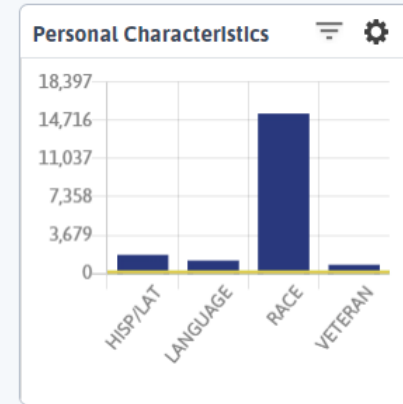 Personal Characteristics
18,397
14,716
11,037
7,358
3,679
0
HISP/LAT
LANGUAGE
RACE
VETERAN